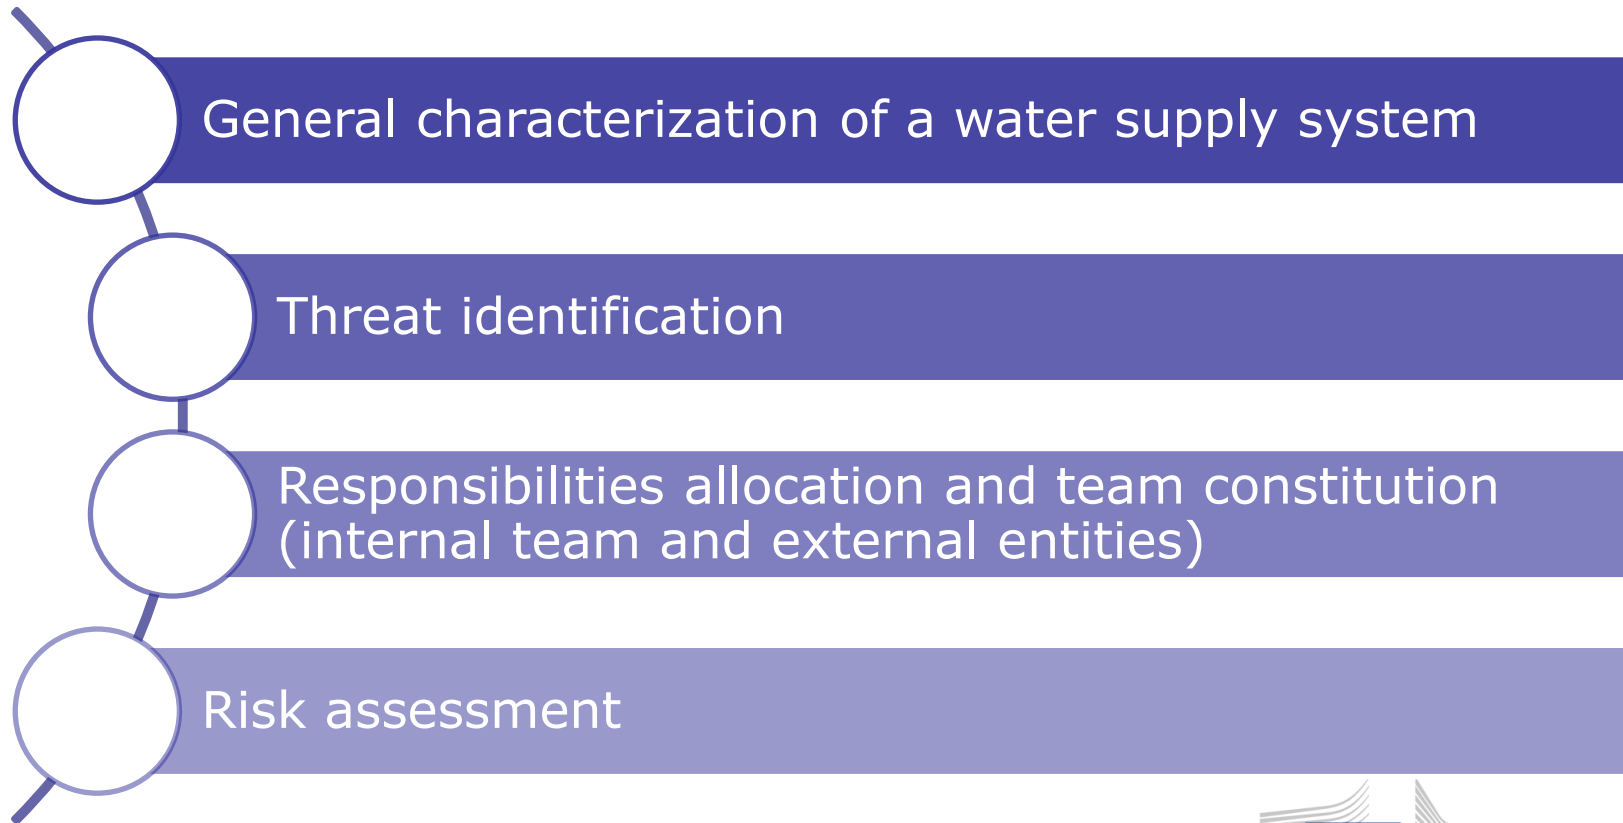 General characterization of a water supply system
Threat identification
Responsibilities allocation and team constitution
(internal team and external entities)
Risk assessment